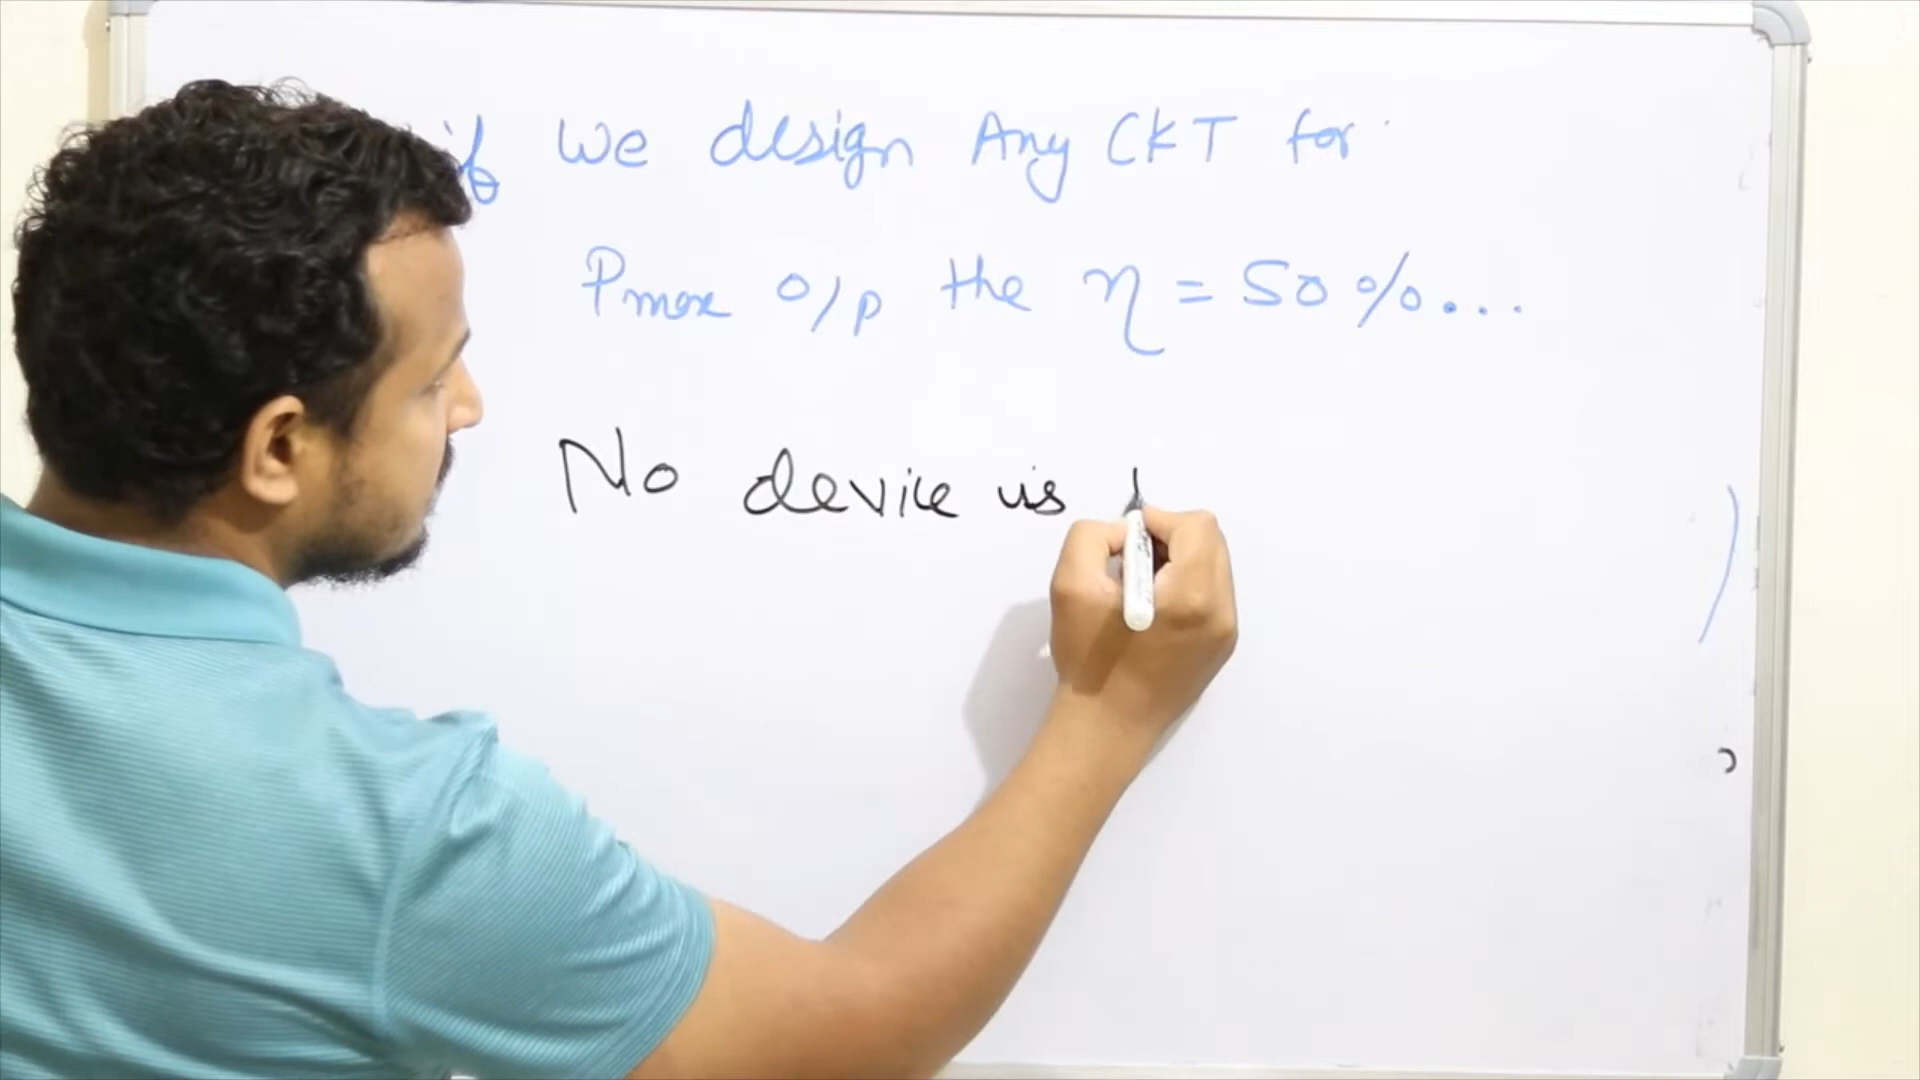 if we design Any CKT for
Pmax o/p the η = 50%...
No device is